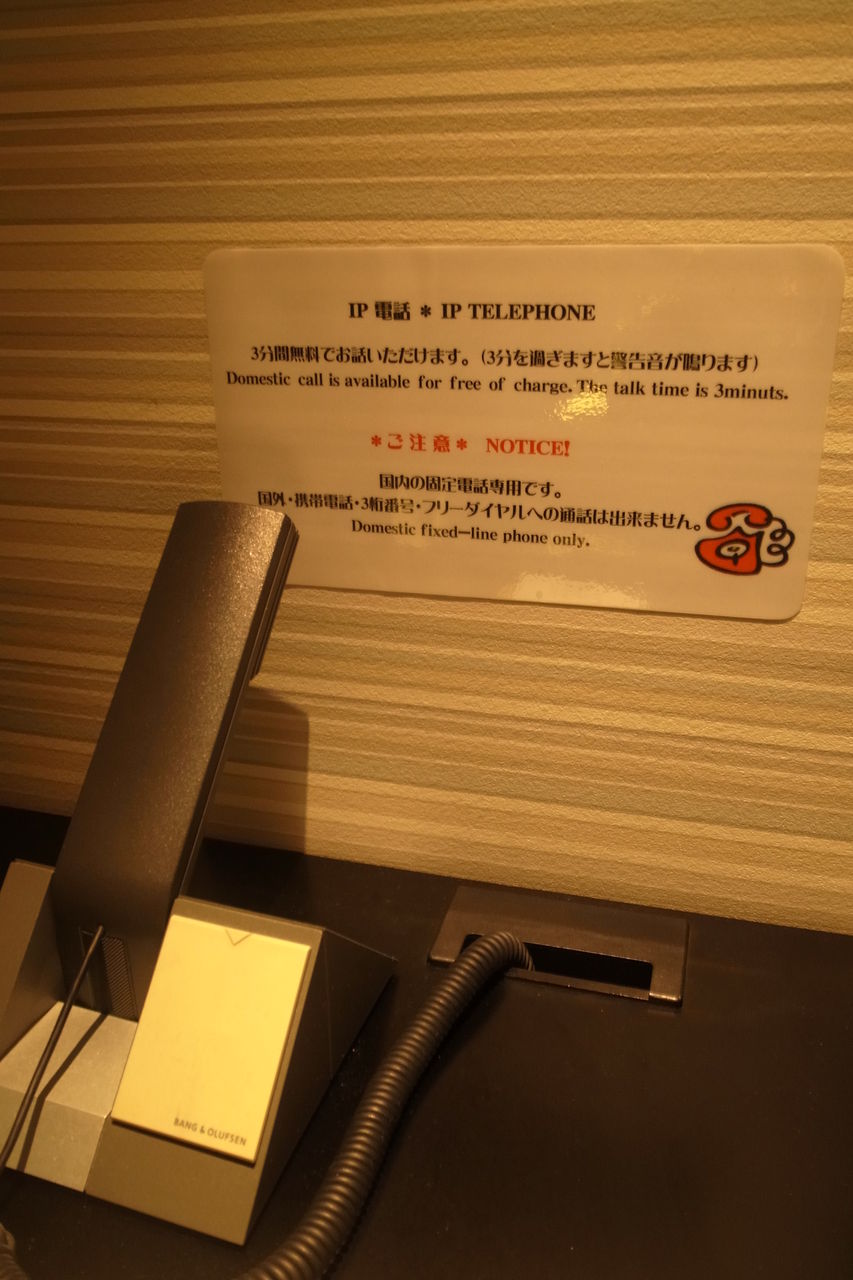 IP 電話 * IP TELEPHONE
3分間無料でお話いただけます。(3分を過ぎますと警告音が鳴ります)
Domestic call is available for free of charge. The talk time is 3minuts.
*ご注意* NOTICE!
国内の固定電話専用です。
国外・携帯電話・3桁番号・フリーダイヤルへの通話は出来ません。
Domestic fixed-line phone only.
BANG & OLUFSEN